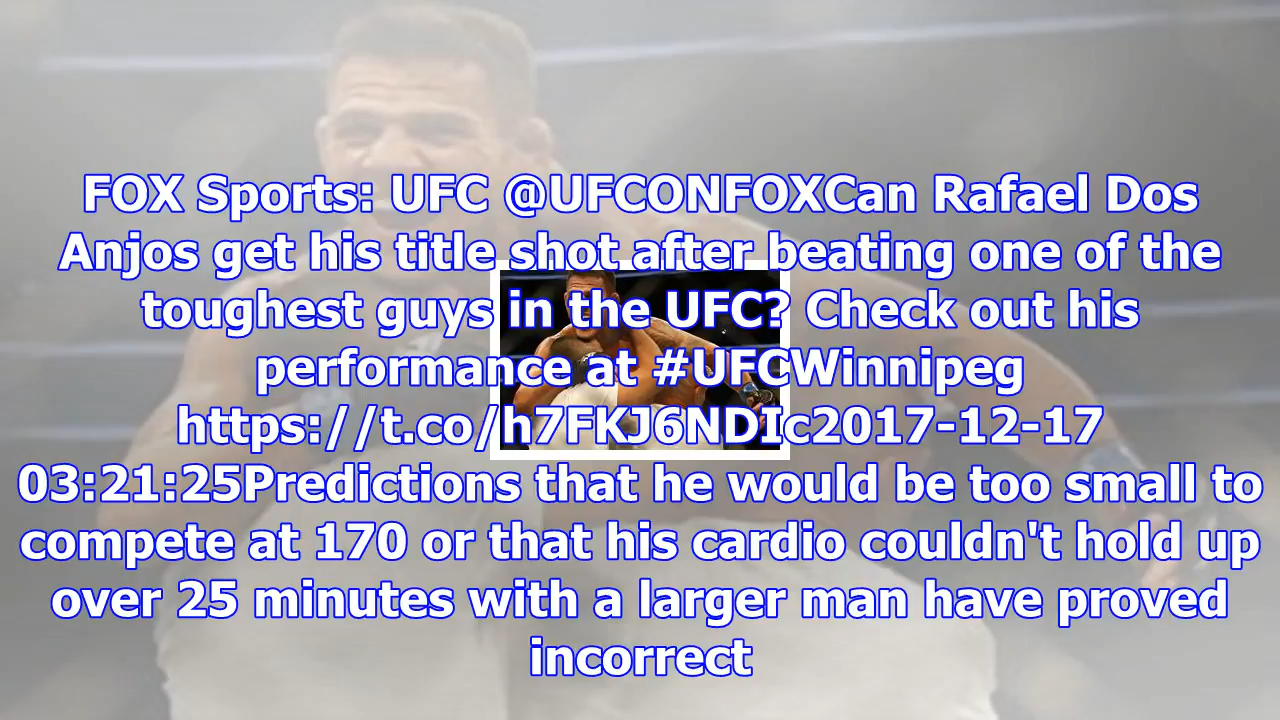 FOX Sports: UFC @UFCONFOXCan Rafael Dos
Anjos get his title shot after beating one of the
toughest guys in the UFC? Check out his
performance at #UFCWinnipeg
https://t.co/h7FKJ6NDIc2017-12-17
03:21:25Predictions that he would be too small to
compete at 170 or that his cardio couldn't hold up
over 25 minutes with a larger man have proved
incorrect